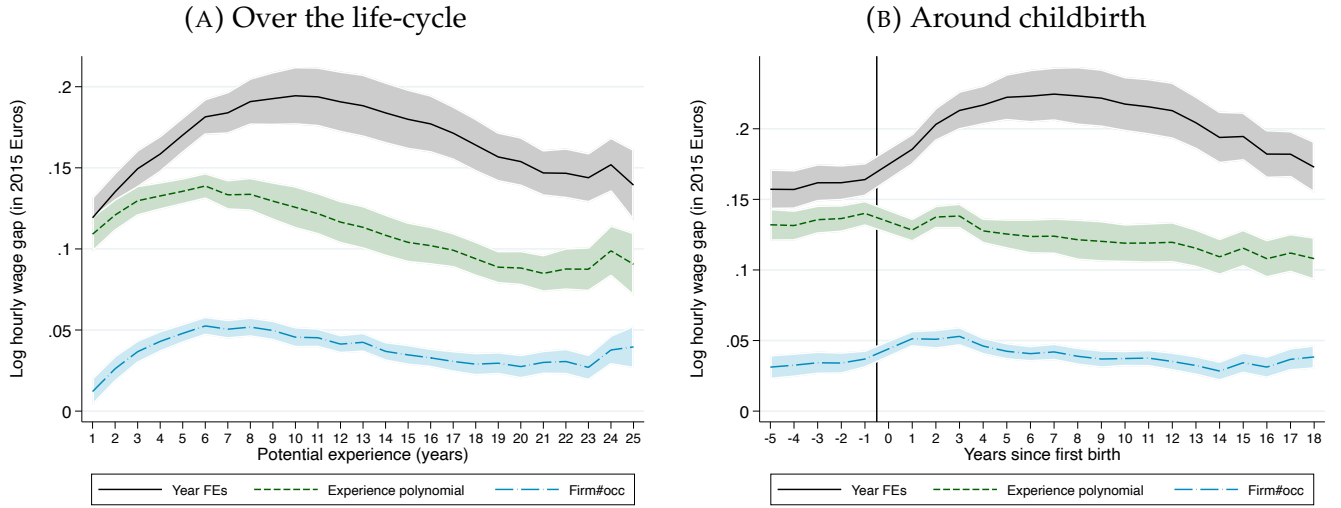 (A) Over the life-cycle
Log hourly wage gap (in 2015 Euros)
.2
.15
.1
.05
0
1 2 3 4 5 6 7 8 9 10 11 12 13 14 15 16 17 18 19 20 21 22 23 24 25
Potential experience (years)
Year FEs Experience polynomial Firm#occ
(B) Around childbirth
Log hourly wage gap (in 2015 Euros)
.2
.15
.1
.05
0
-5 -4 -3 -2 -1 0 1 2 3 4 5 6 7 8 9 10 11 12 13 14 15 16 17 18
Years since first birth
Year FEs Experience polynomial Firm#occ